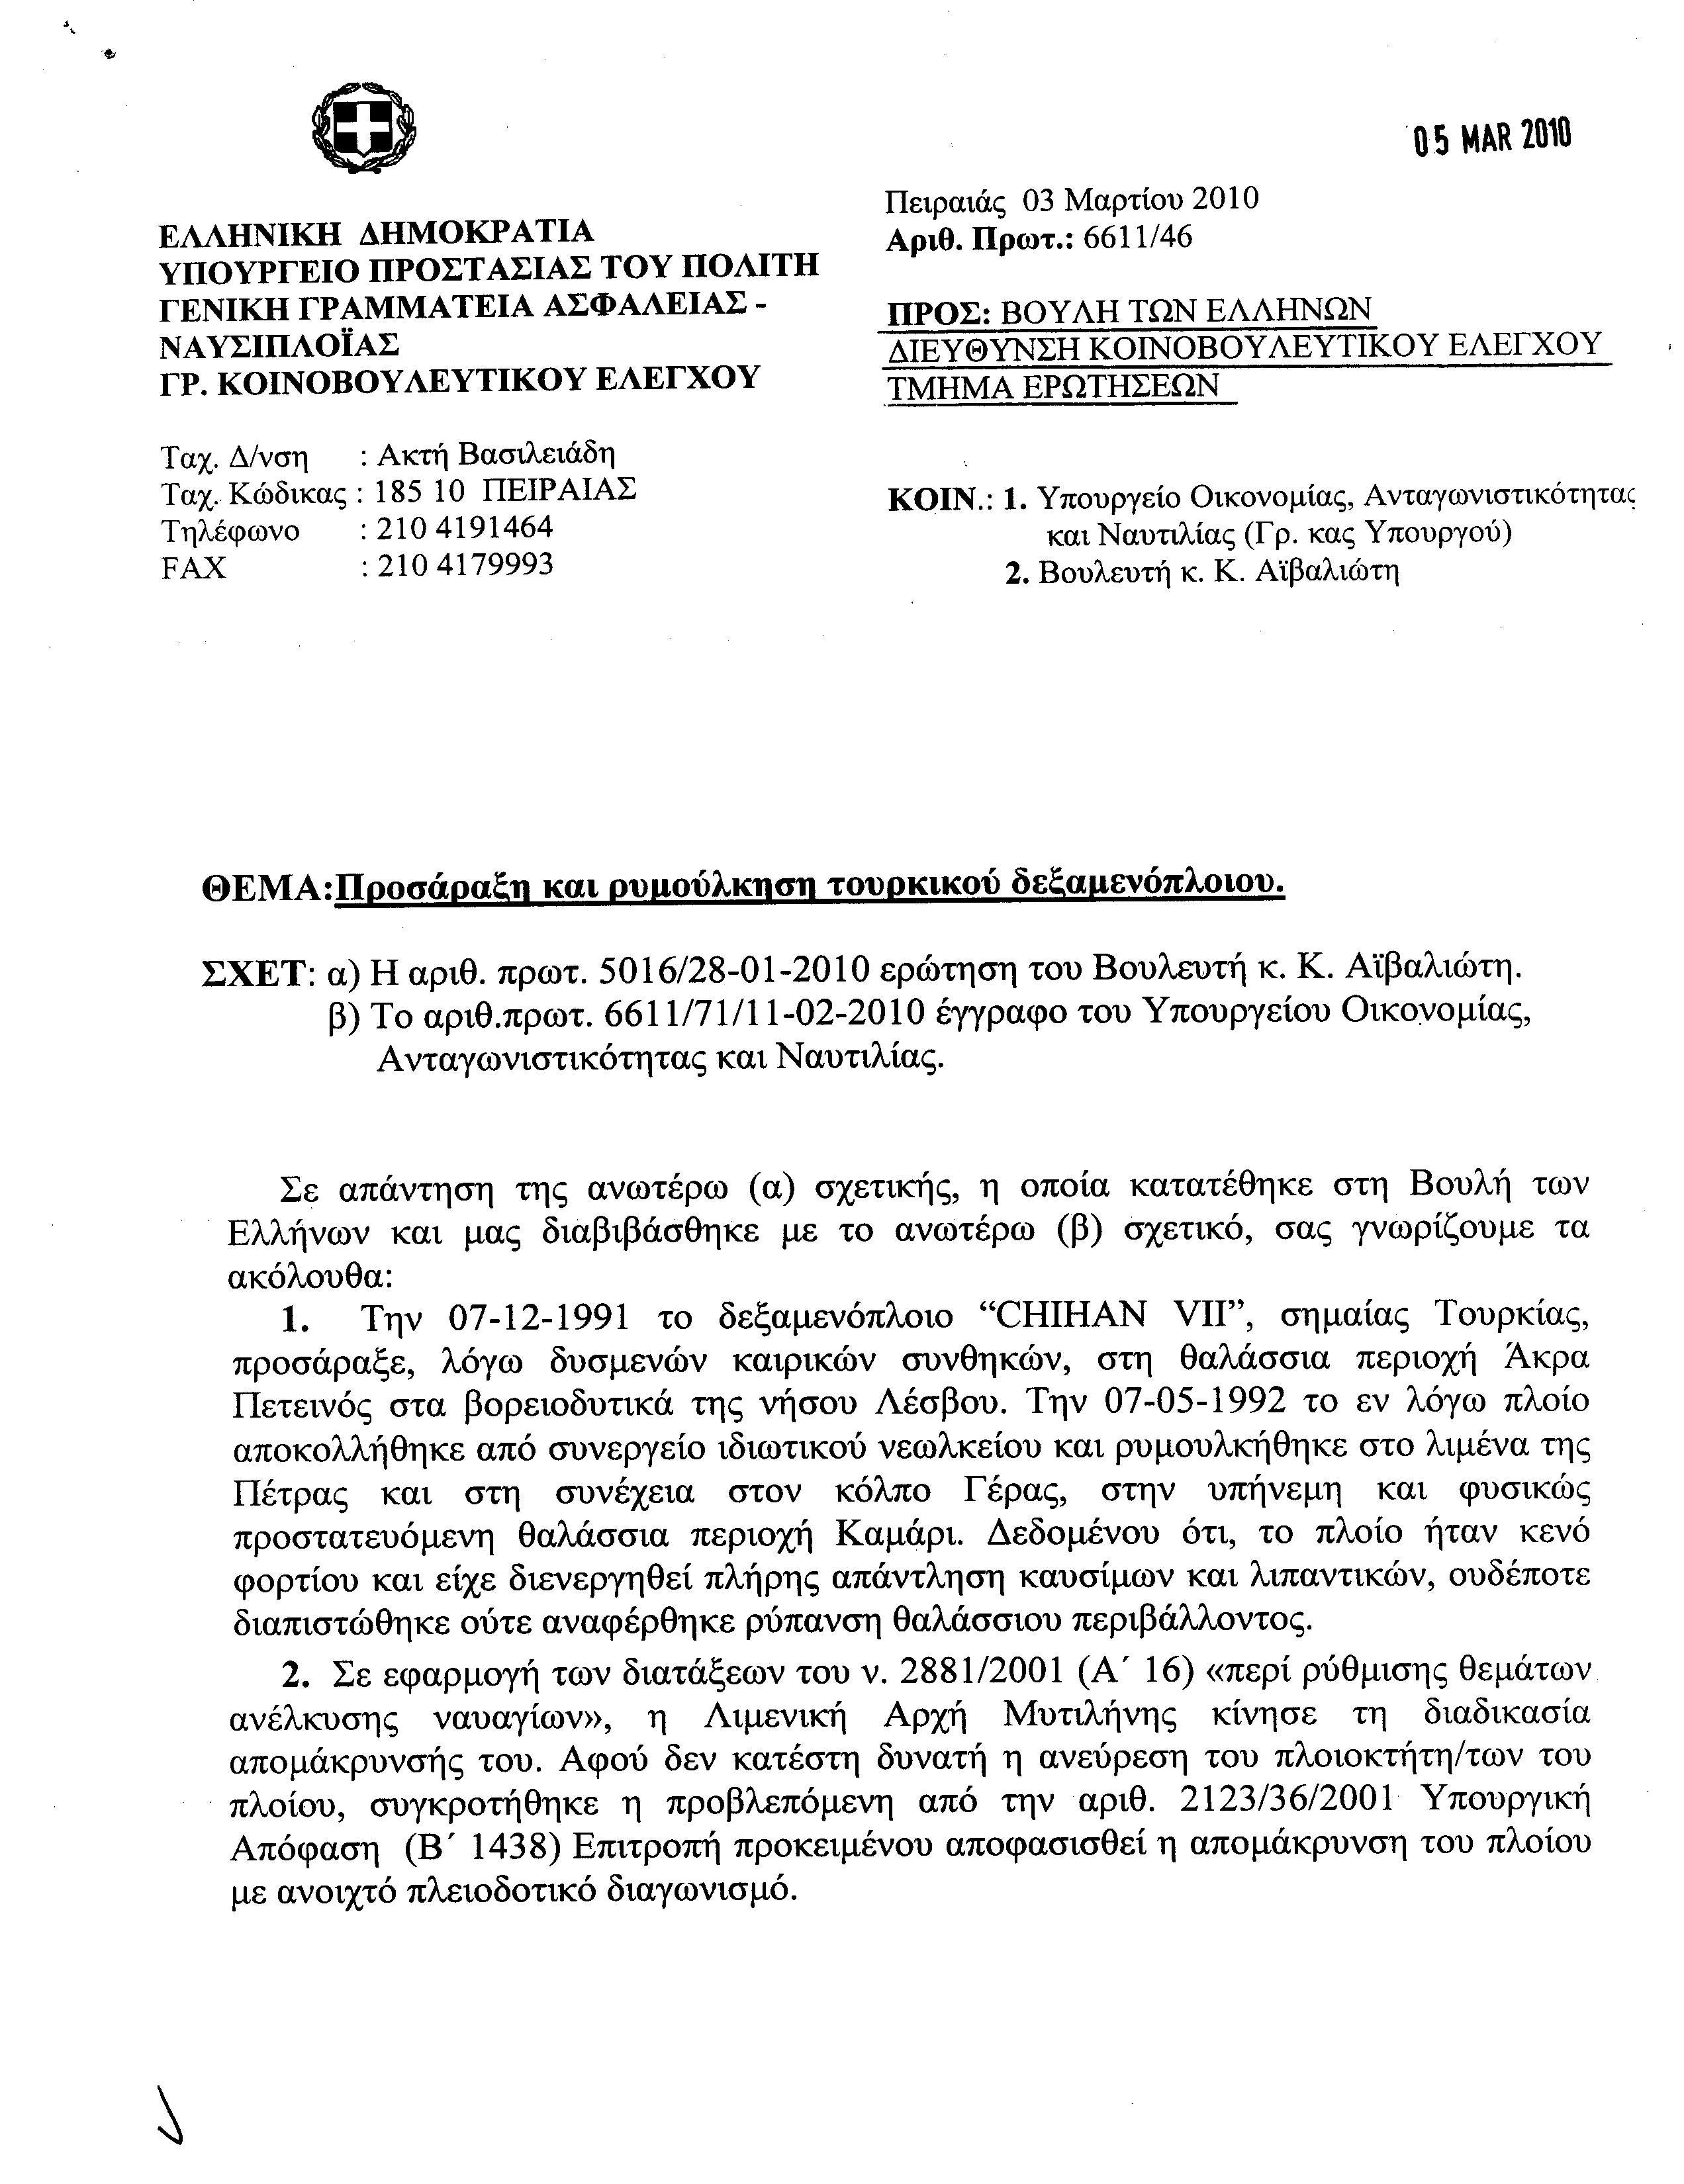 05 MAR 2010
ΕΛΛΗΝΙΚΗ ΔΗΜΟΚΡΑΤΙΑ
ΥΠΟΥΡΓΕΙΟ ΠΡΟΣΤΑΣΙΑΣ ΤΟΥ ΠΟΛΙΤΗ
ΓΕΝΙΚΗ ΓΡΑΜΜΑΤΕΙΑ ΑΣΦΑΛΕΙΑΣ -
ΝΑΥΣΙΠΛΟΪΑΣ
ΓΡ. ΚΟΙΝΟΒΟΥΛΕΥΤΙΚΟΥ ΕΛΕΓΧΟΥ
Ταχ. Δ/νση : Ακτή Βασιλειάδη
Ταχ. Κώδικας : 185 10 ΠΕΙΡΑΙΑΣ
Τηλέφωνο : 210 4191464
FAX : 210 4179993
Πειραιάς 03 Μαρτίου 2010
Αριθ. Πρωτ.: 6611/46
ΠΡΟΣ: ΒΟΥΛΗ ΤΩΝ ΕΛΛΗΝΩΝ
ΔΙΕΥΘΥΝΣΗ ΚΟΙΝΟΒΟΥΛΕΥΤΙΚΟΥ ΕΛΕΓΧΟΥ
ΤΜΗΜΑ ΕΡΩΤΗΣΕΩΝ
ΚΟΙΝ.: 1. Υπουργείο Οικονομίας, Ανταγωνιστικότητας
και Ναυτιλίας (Γρ. κας Υπουργού)
2. Βουλευτή κ. Κ. Αϊβαλιώτη
ΘΕΜΑ:Προσάραξη και ρυμούλκηση τουρκικού δεξαμενόπλοιου.
ΣΧΕΤ: α) Η αριθ. πρωτ. 5016/28-01-2010 ερώτηση του Βουλευτή κ. Κ. Αϊβαλιώτη.
β) Το αριθ.πρωτ. 6611/71/11-02-2010 έγγραφο του Υπουργείου Οικονομίας,
Ανταγωνιστικότητας και Ναυτιλίας.
Σε απάντηση της ανωτέρω (α) σχετικής, η οποία κατατέθηκε στη Βουλή των
Ελλήνων και μας διαβιβάσθηκε με το ανωτέρω (β) σχετικό, σας γνωρίζουμε τα
ακόλουθα:
1. Την 07-12-1991 το δεξαμενόπλοιο “CHIHAN VII”, σημαίας Τουρκίας,
προσάραξε, λόγω δυσμενών καιρικών συνθηκών, στη θαλάσσια περιοχή Άκρα
Πετεινός στα βορειοδυτικά της νήσου Λέσβου. Την 07-05-1992 το εν λόγω πλοίο
αποκολλήθηκε από συνεργείο ιδιωτικού νεωλκείου και ρυμουλκήθηκε στο λιμένα της
Πέτρας και στη συνέχεια στον κόλπο Γέρας, στην υπήνεμη και φυσικώς
προστατευόμενη θαλάσσια περιοχή Καμάρι. Δεδομένου ότι, το πλοίο ήταν κενό
φορτίου και είχε διενεργηθεί πλήρης απάντληση καυσίμων και λιπαντικών, ουδέποτε
διαπιστώθηκε ούτε αναφέρθηκε ρύπανση θαλάσσιου περιβάλλοντος.
2. Σε εφαρμογή των διατάξεων του ν. 2881/2001 (Α΄ 16) «περί ρύθμισης θεμάτων
ανέλκυσης ναυαγίων», η Λιμενική Αρχή Μυτιλήνης κίνησε τη διαδικασία
απομάκρυνσής του. Αφού δεν κατέστη δυνατή η ανεύρεση του πλοιοκτήτη/των του
πλοίου, συγκροτήθηκε η προβλεπόμενη από την αριθ. 2123/36/2001 Υπουργική
Απόφαση (Β΄ 1438) Επιτροπή προκειμένου αποφασισθεί η απομάκρυνση του πλοίου
με ανοιχτό πλειοδοτικό διαγωνισμό.